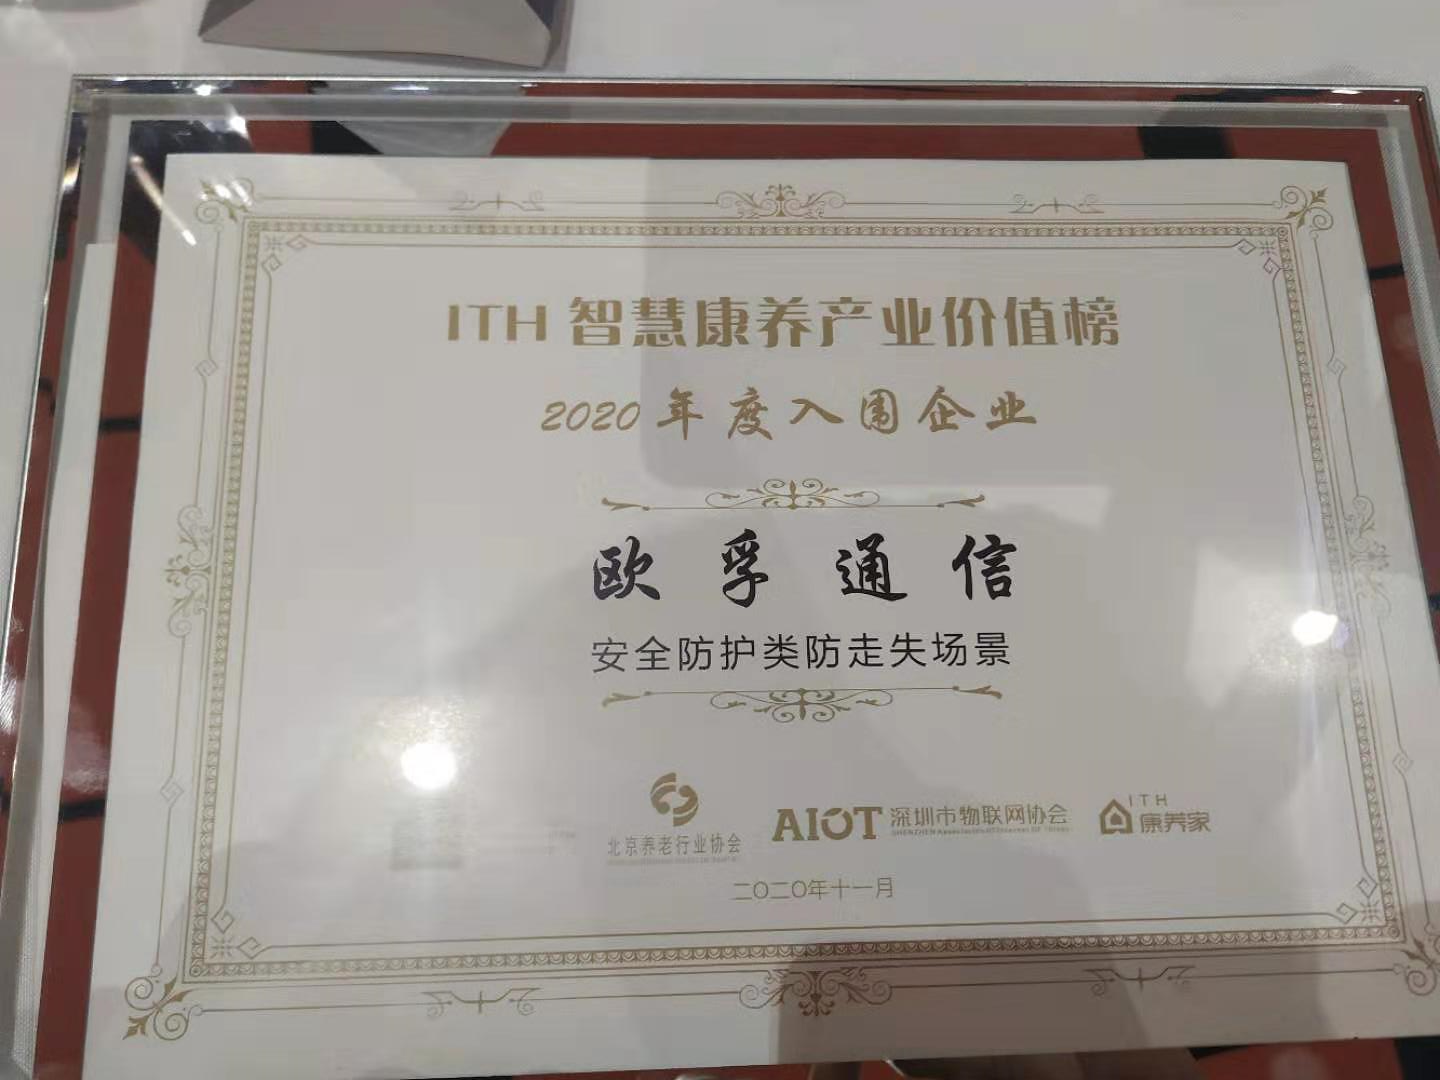 ITH 智慧康养产业价值榜
2020 年度入围企业
欧孚通信
安全防护类防走失场景
北京养老行业协会
AIOT 深圳市物联网协会
ITH
康养家
二〇二〇年十一月